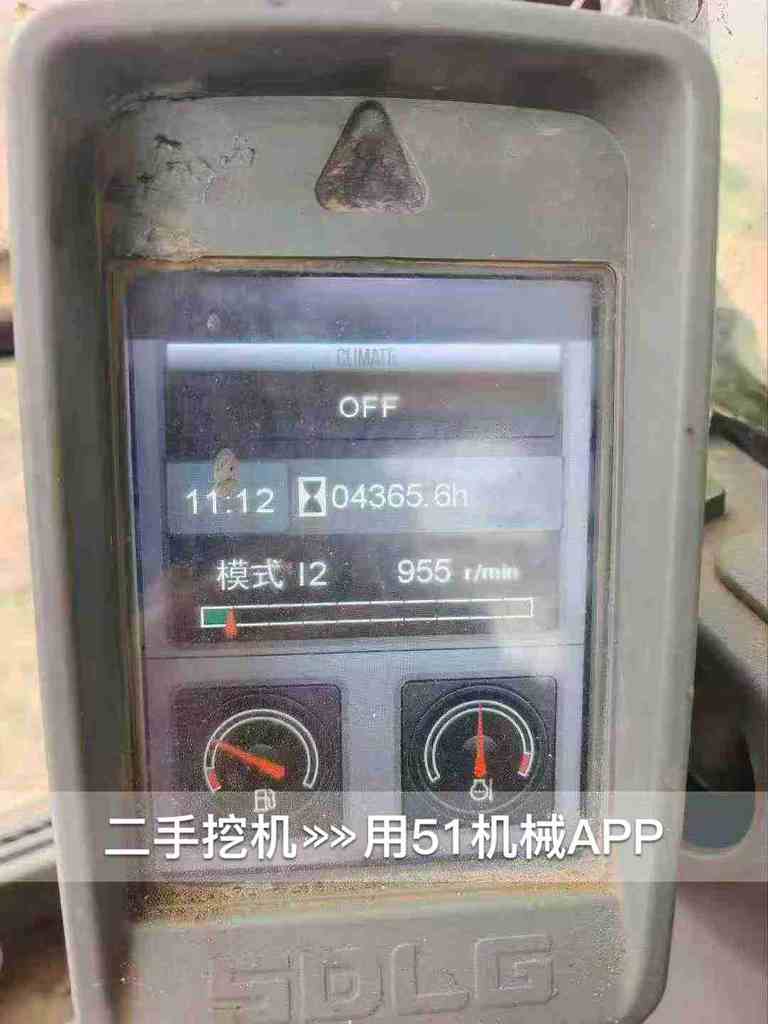 CLIMATE
OFF
11:12 04365.6h
模式 I2 955 r/min
二手挖机>>>>用51机械APP
SDLG